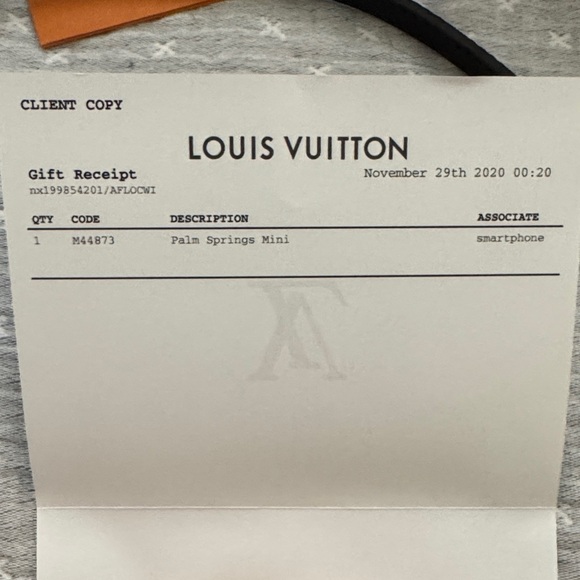 CLIENT COPY
LOUIS VUITTON
Gift Receipt November 29th 2020 00:20
nx199854201/AFLOCWI
QTY CODE DESCRIPTION ASSOCIATE
1 M44873 Palm Springs Mini smartphone